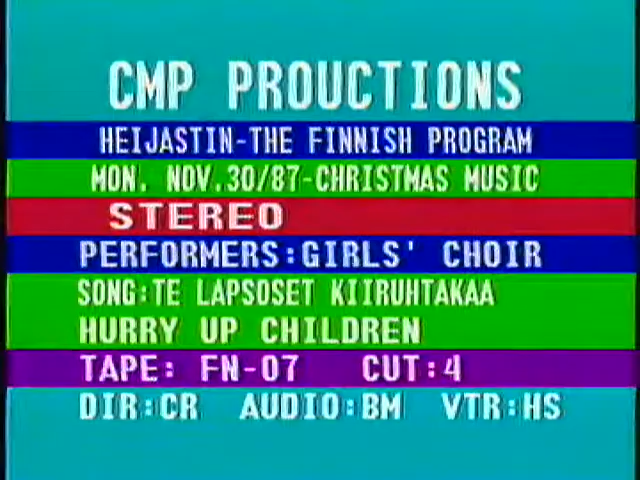 CMP PROUCTIONS
HEIJASTIN-THE FINNISH PROGRAM
MON. NOV.30/87-CHRISTMAS MUSIC
STEREO
PERFORMERS:GIRLS' CHOIR
SONG:TE LAPSOSET KIIRUHTAKAA
HURRY UP CHILDREN
TAPE: FN-07 CUT:4
DIR:CR AUDIO:BM VTR:HS